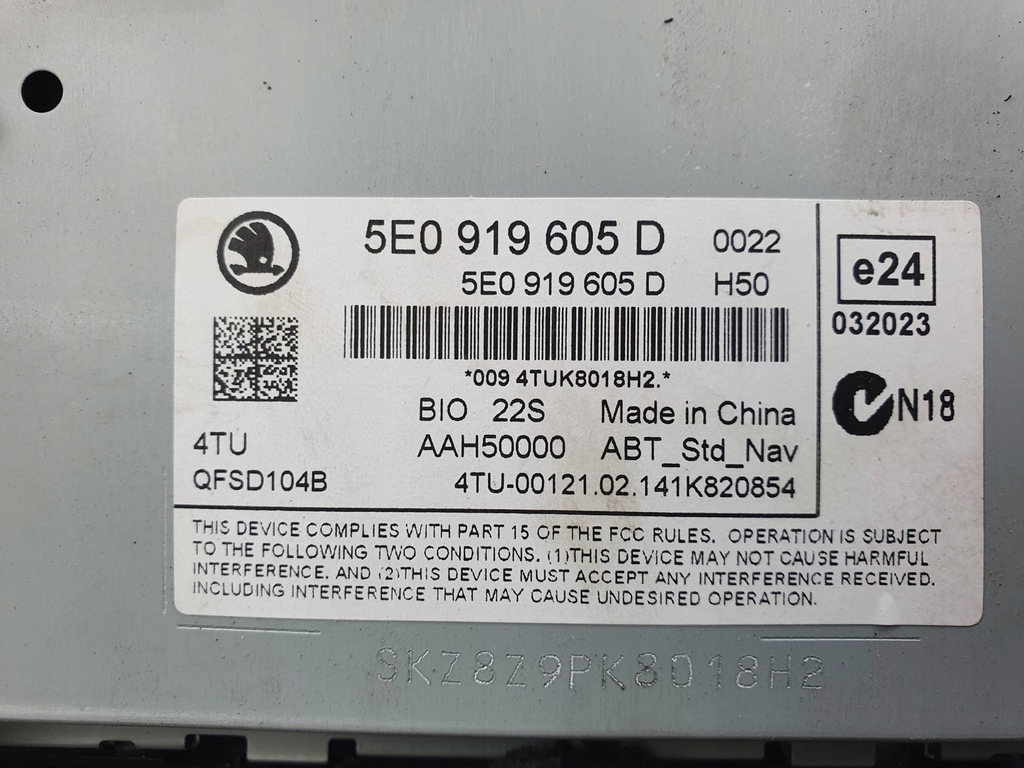 5E0 919 605 D 0022
5E0 919 605 D H50
*009 4TUK8018H2.*
BIO 22S Made in China
4TU AAH50000 ABT_Std_Nav
QFSD104B 4TU-00121.02.141K820854
e24
032023
N18
THIS DEVICE COMPLIES WITH PART 15 OF THE FCC RULES. OPERATION IS SUBJECT
TO THE FOLLOWING TWO CONDITIONS. (1)THIS DEVICE MAY NOT CAUSE HARMFUL
INTERFERENCE. AND (2)THIS DEVICE MUST ACCEPT ANY INTERFERENCE RECEIVED.
INCLUDING INTERFERENCE THAT MAY CAUSE UNDESIRED OPERATION.
SKZ8Z9PK8018H2